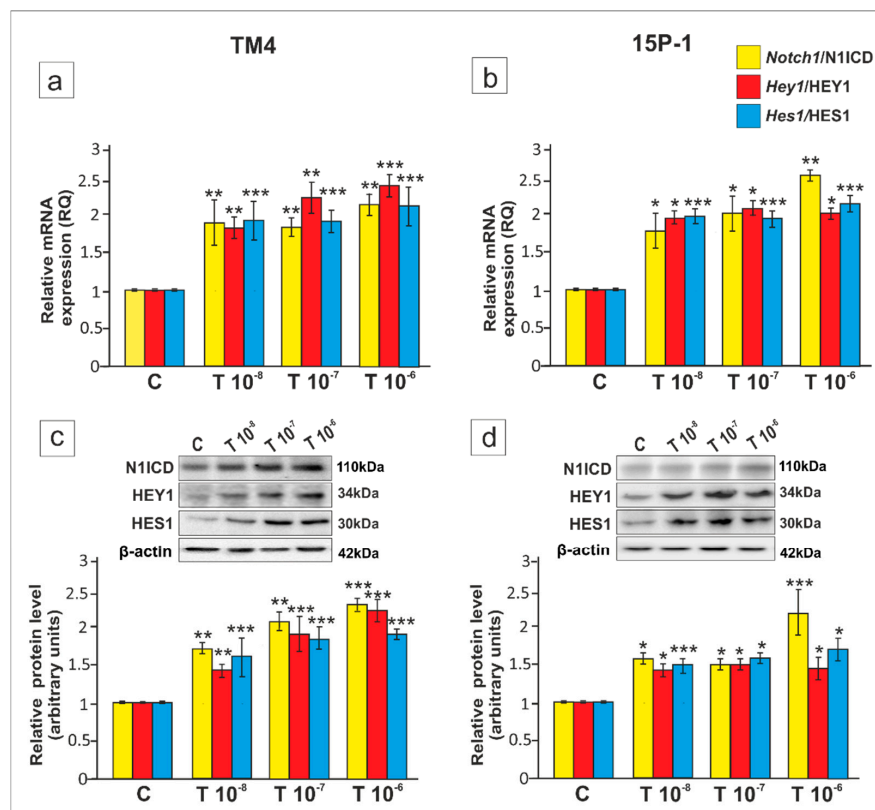 TM4
15P-1
Notch1/N1ICD
Hey1/HEY1
Hes1/HES1
a
Relative mRNA
expression (RQ)
3
2.5
2
1.5
1
0.5
0
** ** *** ** ** *** ** *** ***
C T 10-8 T 10-7 T 10-6
b
Relative mRNA
expression (RQ)
3
2.5
2
1.5
1
0.5
0
* * *** * * *** ** * ***
C T 10-8 T 10-7 T 10-6
c
C T 10-8 T 10-7 T 10-6
N1ICD 110kDa
HEY1 34kDa
HES1 30kDa
β-actin 42kDa
Relative protein level
(arbitrary units)
3
2.5
2
1.5
1
0.5
0
** ** *** ** *** *** *** *** ***
C T 10-8 T 10-7 T 10-6
d
C T 10-8 T 10-7 T 10-6
N1ICD 110kDa
HEY1 34kDa
HES1 30kDa
β-actin 42kDa
Relative protein level
(arbitrary units)
3
2.5
2
1.5
1
0.5
0
* * *** * * * *** * *
C T 10-8 T 10-7 T 10-6